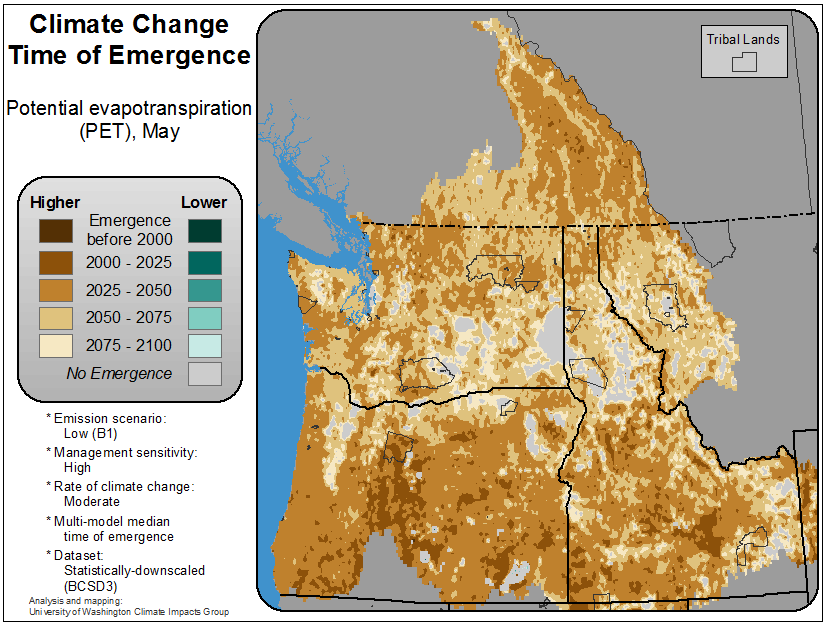 Climate Change
Time of Emergence
Potential evapotranspiration
(PET), May
Higher Lower
Emergence
before 2000
2000 - 2025
2025 - 2050
2050 - 2075
2075 - 2100
No Emergence
* Emission scenario:
Low (B1)
* Management sensitivity:
High
* Rate of climate change:
Moderate
* Multi-model median
time of emergence
* Dataset:
Statistically-downscaled
(BCSD3)
Analysis and mapping:
University of Washington Climate Impacts Group
Tribal Lands